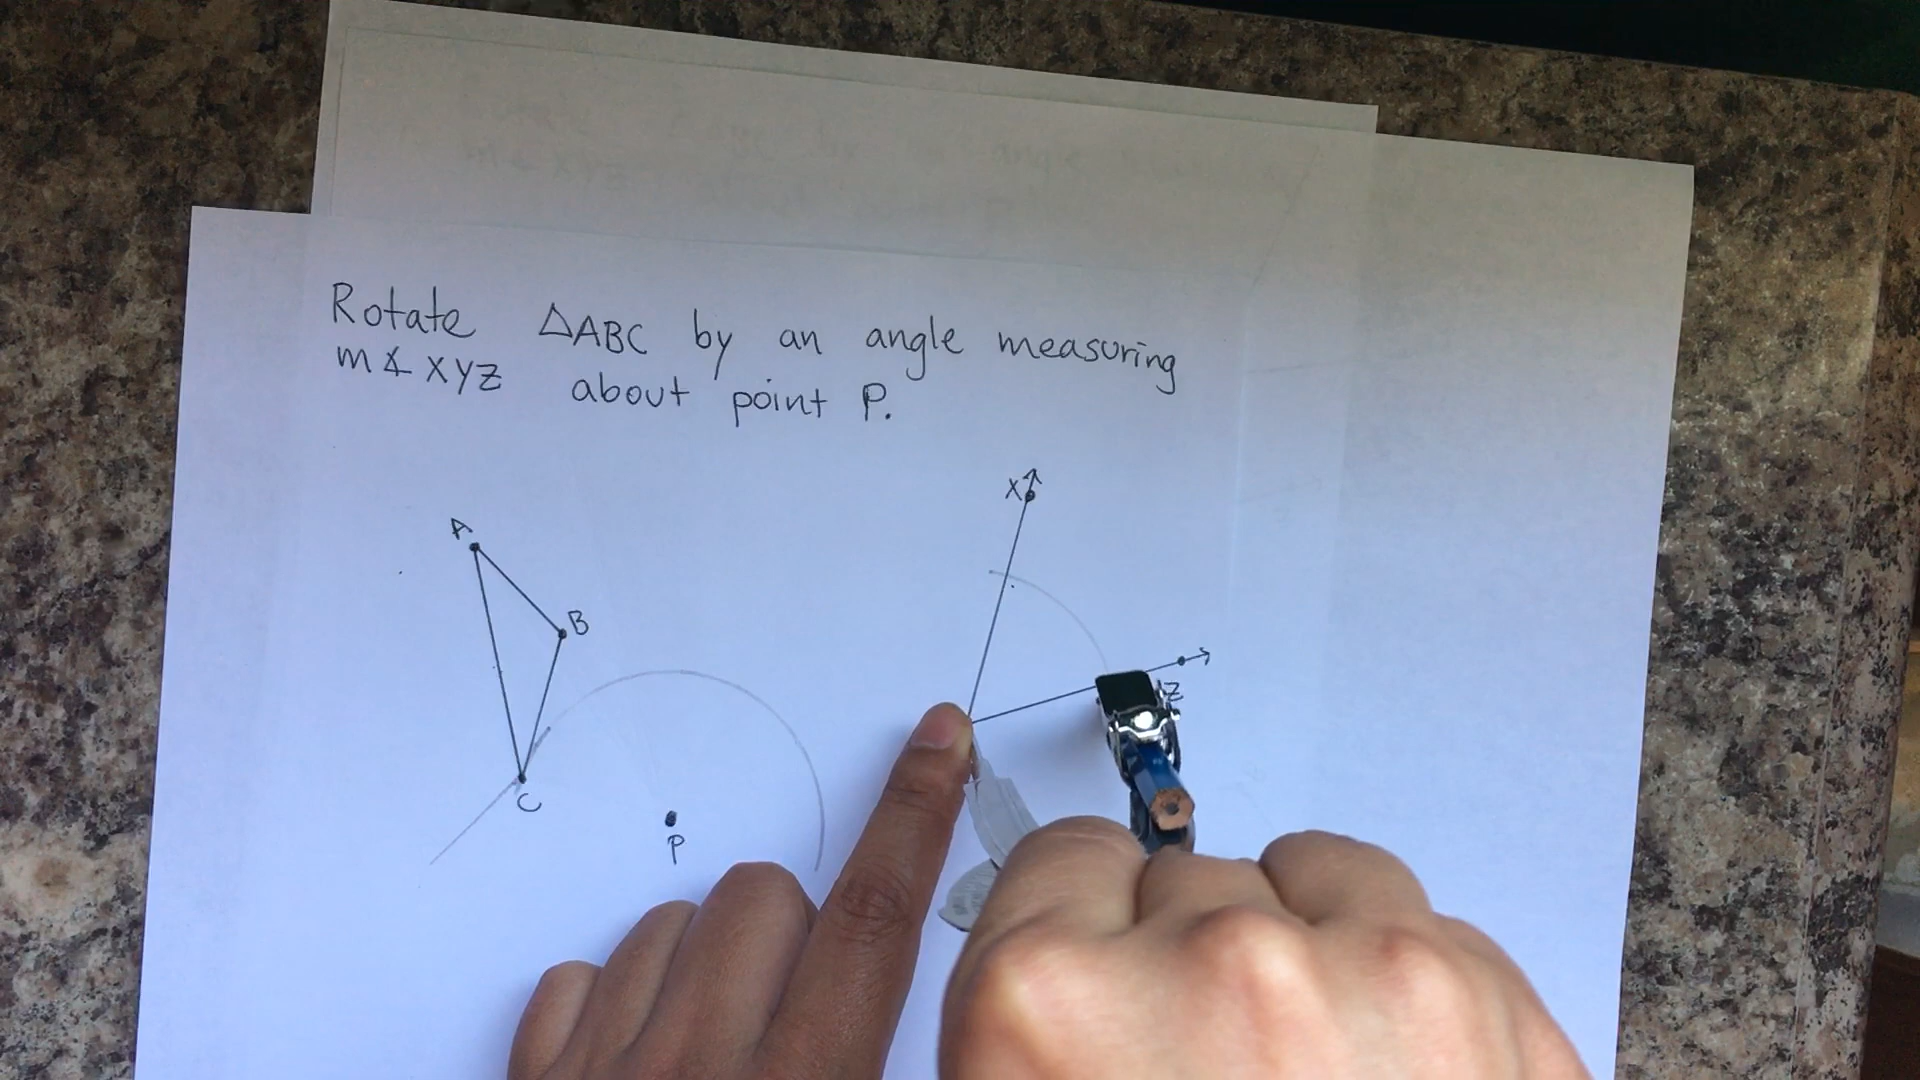 Rotate △ABC by an angle measuring
m∡XYZ about point P.
X
A
B
Z
C
P